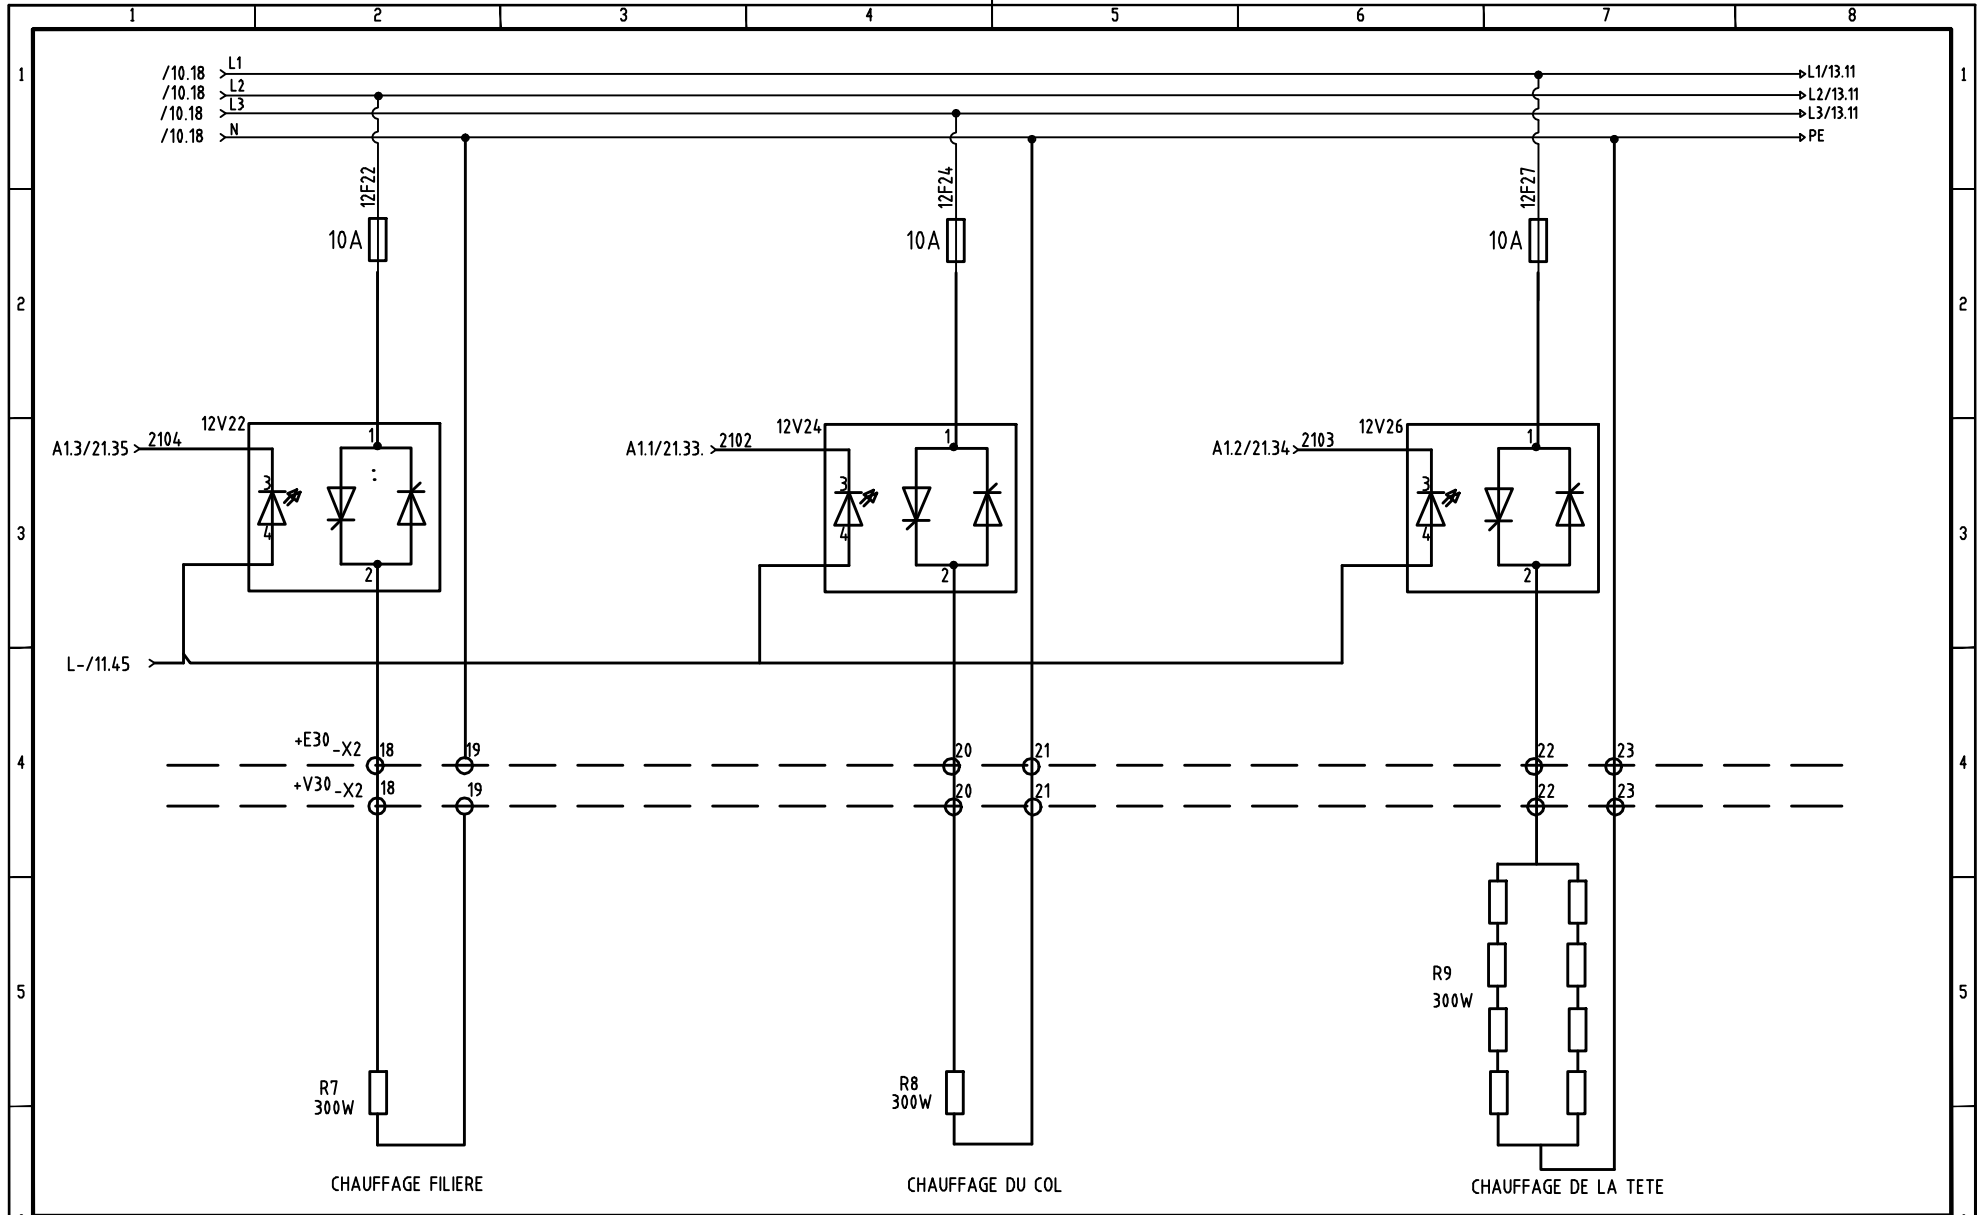 1 2 3 4 5 6 7 8
1 /10.18 L1 L1/13.11 1
/10.18 L2 L2/13.11
/10.18 L3 L3/13.11
/10.18 N PE
12F22 12F24 12F27
10A 10A 10A
2 2
12V22 12V24 12V26
A1.3/21.35 2104 1 A1.1/21.33. 2102 1 A1.2/21.34 2103 1
3 3 3
3 4 4 4 3
2 2 2
L-/11.45
+E30 -X2 18 19 20 21 22 23
4 4
+V30 -X2 18 19 20 21 22 23
R9
5 300W 5
R7 R8
300W 300W
CHAUFFAGE FILIERE CHAUFFAGE DU COL CHAUFFAGE DE LA TETE